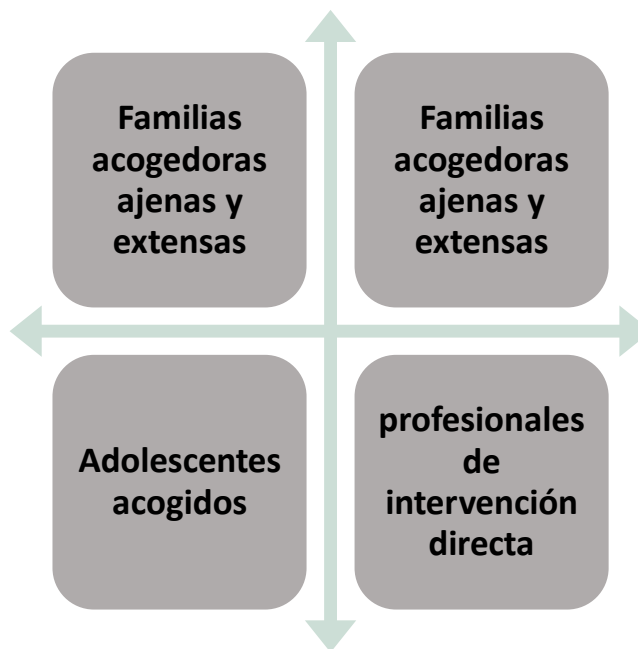 Familias
acogedoras
ajenas y
extensas
Familias
acogedoras
ajenas y
extensas
Adolescentes
acogidos
profesionales
de
intervención
directa